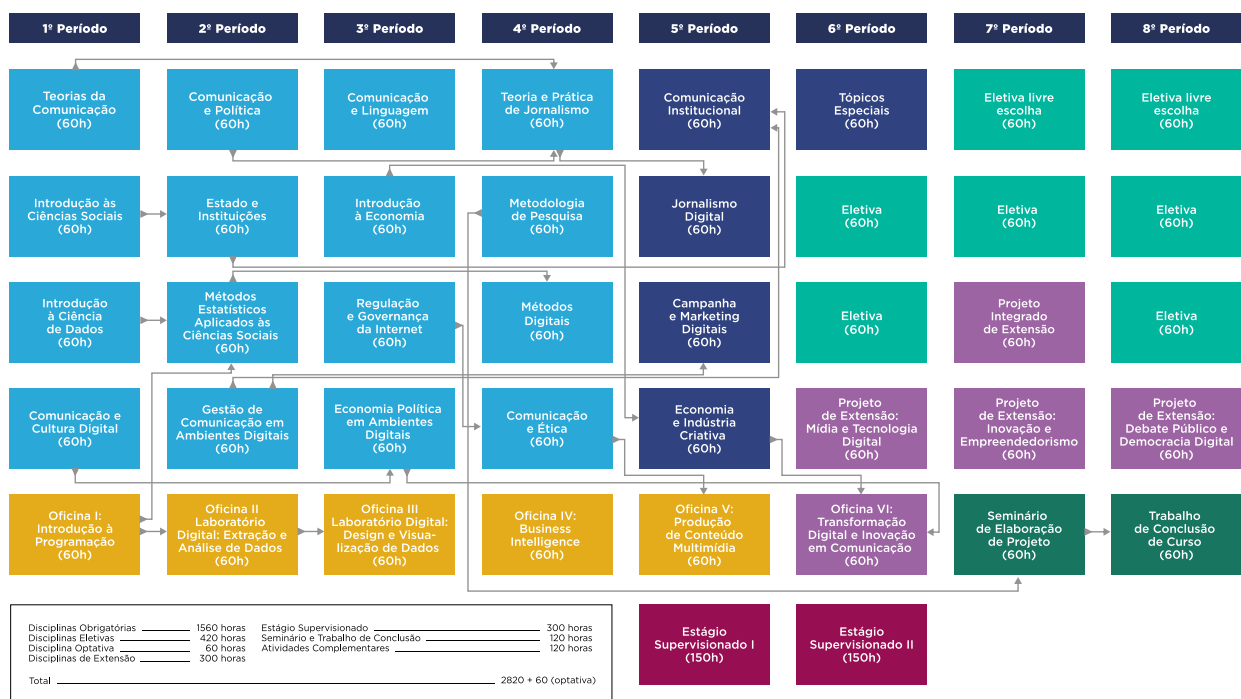 1º Período
2º Período
3º Período
4º Período
5º Período
6º Período
7º Período
8º Período
Teorias da
Comunicação
(60h)
Comunicação
e Política
(60h)
Comunicação
e Linguagem
(60h)
Teoria e Prática
de Jornalismo
(60h)
Comunicação
Institucional
(60h)
Tópicos
Especiais
(60h)
Eletiva livre
escolha
(60h)
Eletiva livre
escolha
(60h)
Introdução às
Ciências Sociais
(60h)
Estado e
Instituições
(60h)
Introdução
à Economia
(60h)
Metodologia
de Pesquisa
(60h)
Jornalismo
Digital
(60h)
Eletiva
(60h)
Eletiva
(60h)
Eletiva
(60h)
Introdução
à Ciência
de Dados
(60h)
Métodos
Estatísticos
Aplicados às
Ciências Sociais
(60h)
Regulação
e Governança
da Internet
(60h)
Métodos
Digitais
(60h)
Campanha
e Marketing
Digitais
(60h)
Eletiva
(60h)
Projeto
Integrado
de Extensão
(60h)
Eletiva
(60h)
Comunicação e
Cultura Digital
(60h)
Gestão de
Comunicação em
Ambientes Digitais
(60h)
Economia Política
em Ambientes
Digitais
(60h)
Comunicação
e Ética
(60h)
Economia
e Indústria
Criativa
(60h)
Projeto
de Extensão:
Mídia e Tecnologia
Digital
(60h)
Projeto
de Extensão:
Inovação e
Empreendedorismo
(60h)
Projeto
de Extensão:
Debate Público e
Democracia Digital
(60h)
Oficina I:
Introdução à
Programação
(60h)
Oficina II
Laboratório
Digital: Extração e
Análise de Dados
(60h)
Oficina III
Laboratório Digital:
Design e Visua-
lização de Dados
(60h)
Oficina IV:
Business
Intelligence
(60h)
Oficina V:
Produção
de Conteúdo
Multimídia
(60h)
Oficina VI:
Transformação
Digital e Inovação
em Comunicação
(60h)
Seminário
de Elaboração
de Projeto
(60h)
Trabalho
de Conclusão
de Curso
(60h)
Estágio
Supervisionado I
(150h)
Estágio
Supervisionado II
(150h)
Disciplinas Obrigatórias 1560 horas
Disciplinas Eletivas 420 horas
Disciplina Optativa 60 horas
Disciplinas de Extensão 300 horas
Estágio Supervisionado 300 horas
Seminário e Trabalho de Conclusão 120 horas
Atividades Complementares 120 horas
Total 2820 + 60 (optativa)